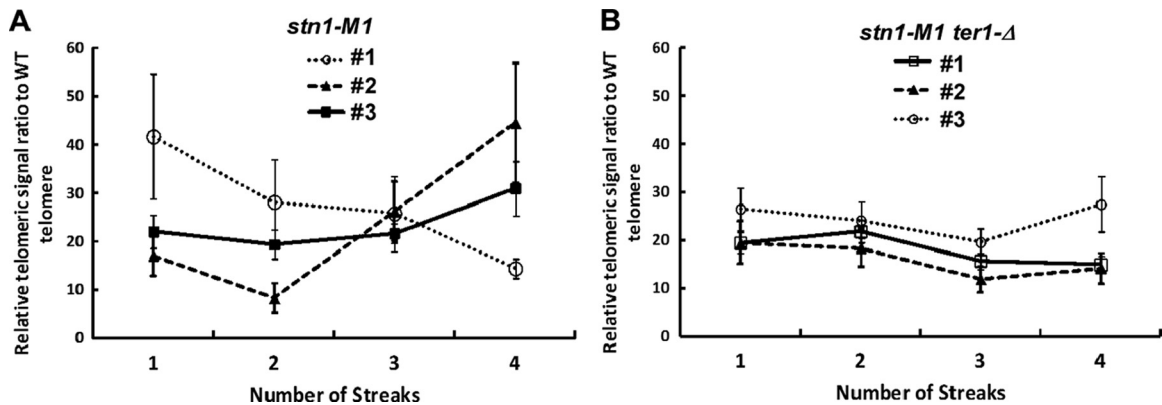 A
stn1-M1
Relative telomeric signal ratio to WT
telomere
60
50
40
30
20
10
0
#1
#2
#3
1 2 3 4
Number of Streaks
B
stn1-M1 ter1-Δ
Relative telomeric signal ratio to WT
telomere
60
50
40
30
20
10
0
#1
#2
#3
1 2 3 4
Number of Streaks